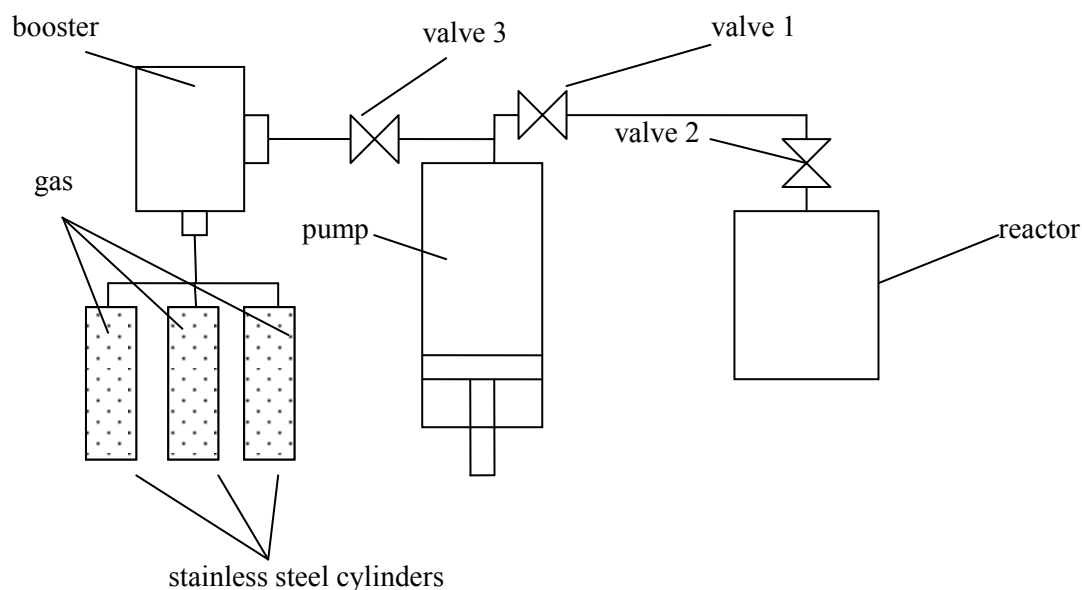 booster
valve 3
valve 1
valve 2
gas
pump
reactor
stainless steel cylinders